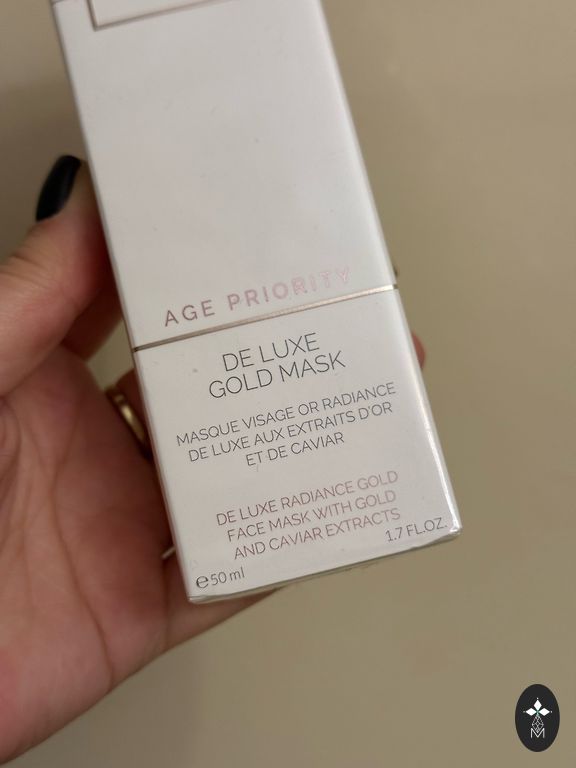 AGE PRIORITY
DE LUXE
GOLD MASK
MASQUE VISAGE OR RADIANCE
DE LUXE AUX EXTRAITS D'OR
ET DE CAVIAR
DE LUXE RADIANCE GOLD
FACE MASK WITH GOLD
AND CAVIAR EXTRACTS
1.7 FL.OZ.
℮50 ml
M